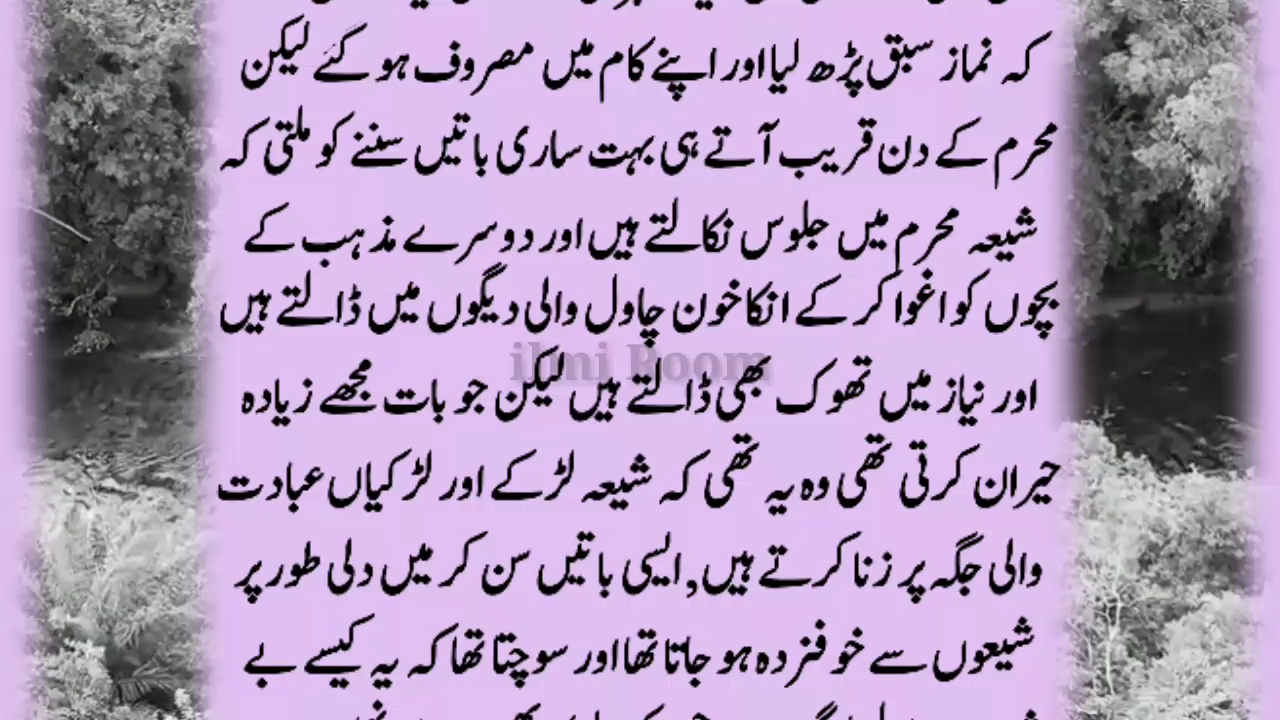 کہ نماز سبق پڑھ لیا اور اپنے کام میں مصروف ہو گئے لیکن
محرم کے دن قریب آتے ہی بہت ساری باتیں سننے کو ملتی کہ
شیعہ محرم میں جلوس نکالتے ہیں اور دوسرے مذہب کے
بچوں کو اغوا کر کے انکا خون چاول والی دیگوں میں ڈالتے ہیں
ilmi Room
اور نیاز میں تھوک بھی ڈالتے ہیں لیکن جو بات مجھے زیادہ
حیران کرتی تھی وہ یہ تھی کہ شیعہ لڑکے اور لڑکیاں عبادت
والی جگہ پر زنا کرتے ہیں, ایسی باتیں سن کر میں دلی طور پر
شیعوں سے خوفزدہ ہو جاتا تھا اور سوچتا تھا کہ یہ کیسے بے